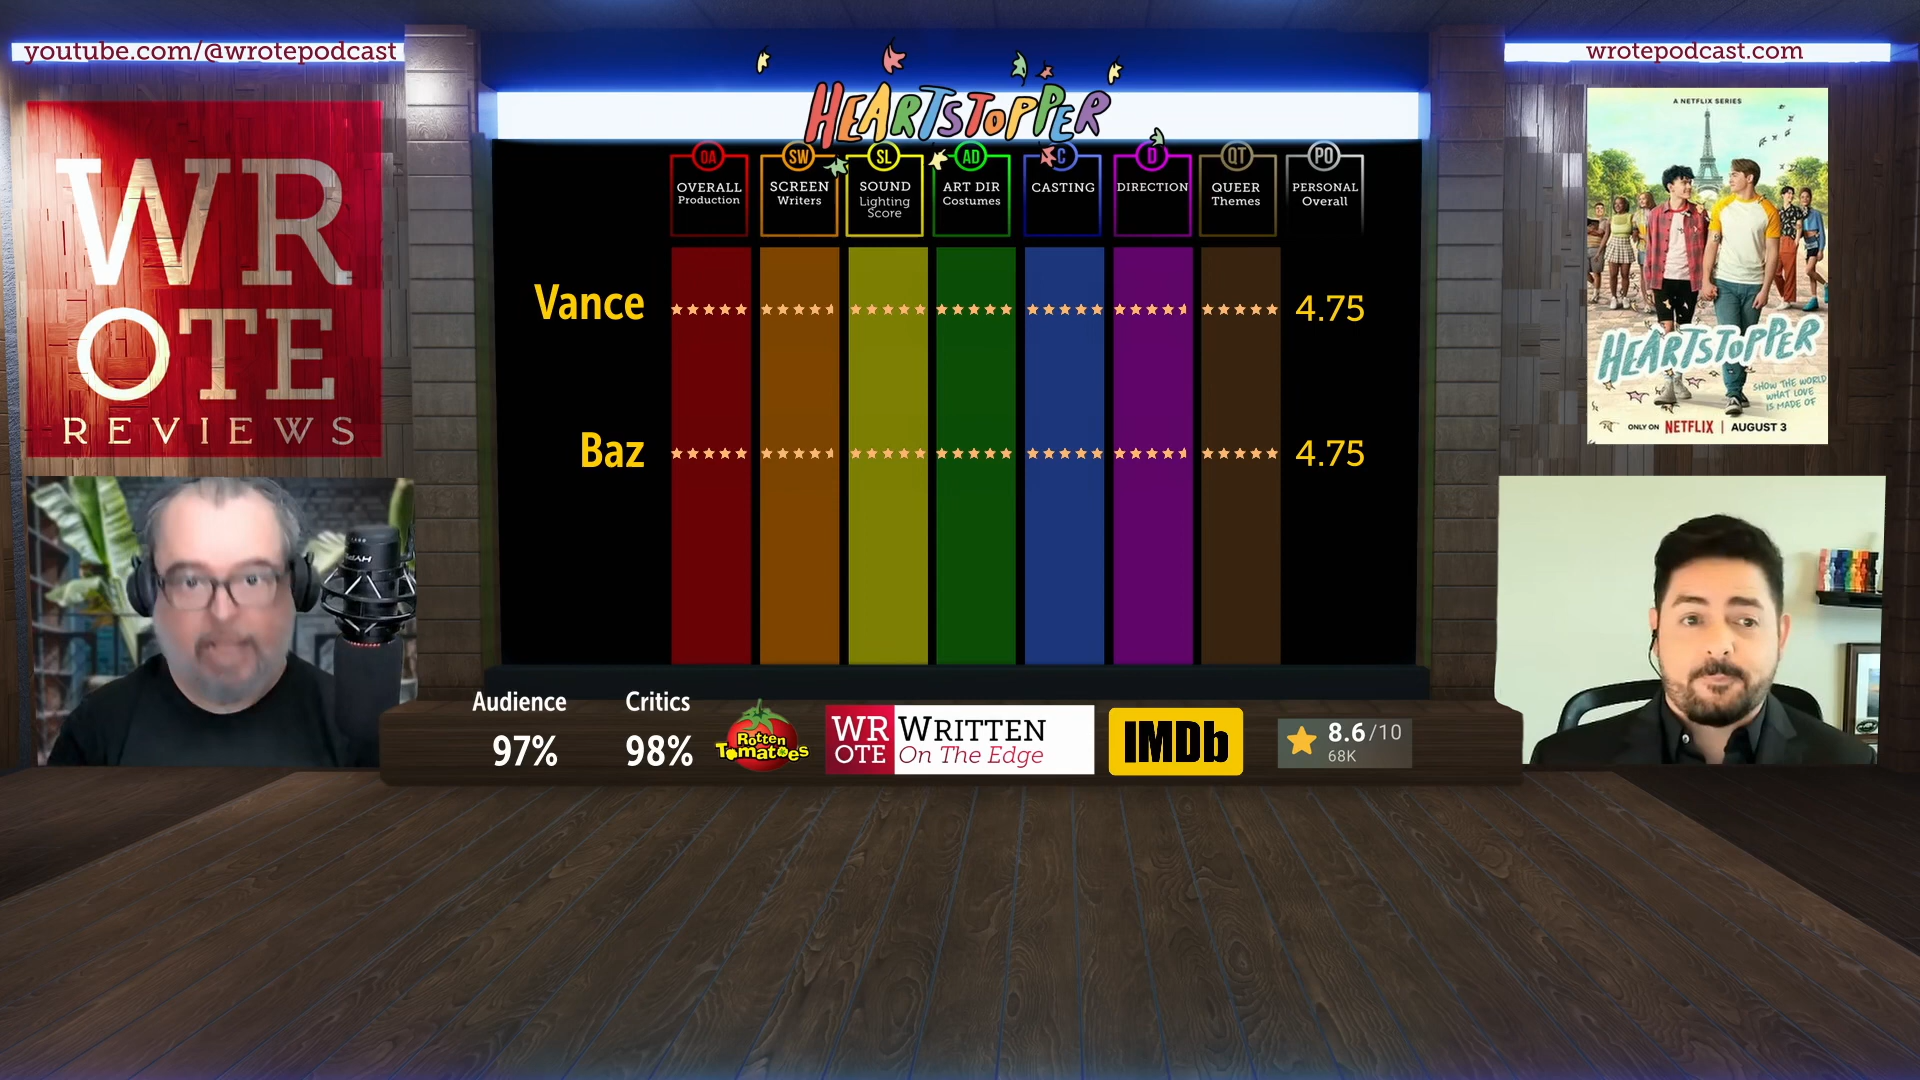 youtube.com/@wrotepodcast
wrotepodcast.com
HEARTSTOPPER
OA
SW
SL
AD
C
D
QT
PO
OVERALL
Production
SCREEN
Writers
SOUND
Lighting
Score
ART DIR
Costumes
CASTING
DIRECTION
QUEER
Themes
PERSONAL
Overall
Vance
4.75
Baz
4.75
WR
OTE
REVIEWS
A NETFLIX SERIES
HEARTSTOPPER
SHOW THE WORLD
WHAT LOVE
IS MADE OF
ONLY ON NETFLIX | AUGUST 3
Audience
97%
Critics
98%
Rotten
Tomatoes
WR
OTE
WRITTEN
On The Edge
IMDb
8.6/10
68K